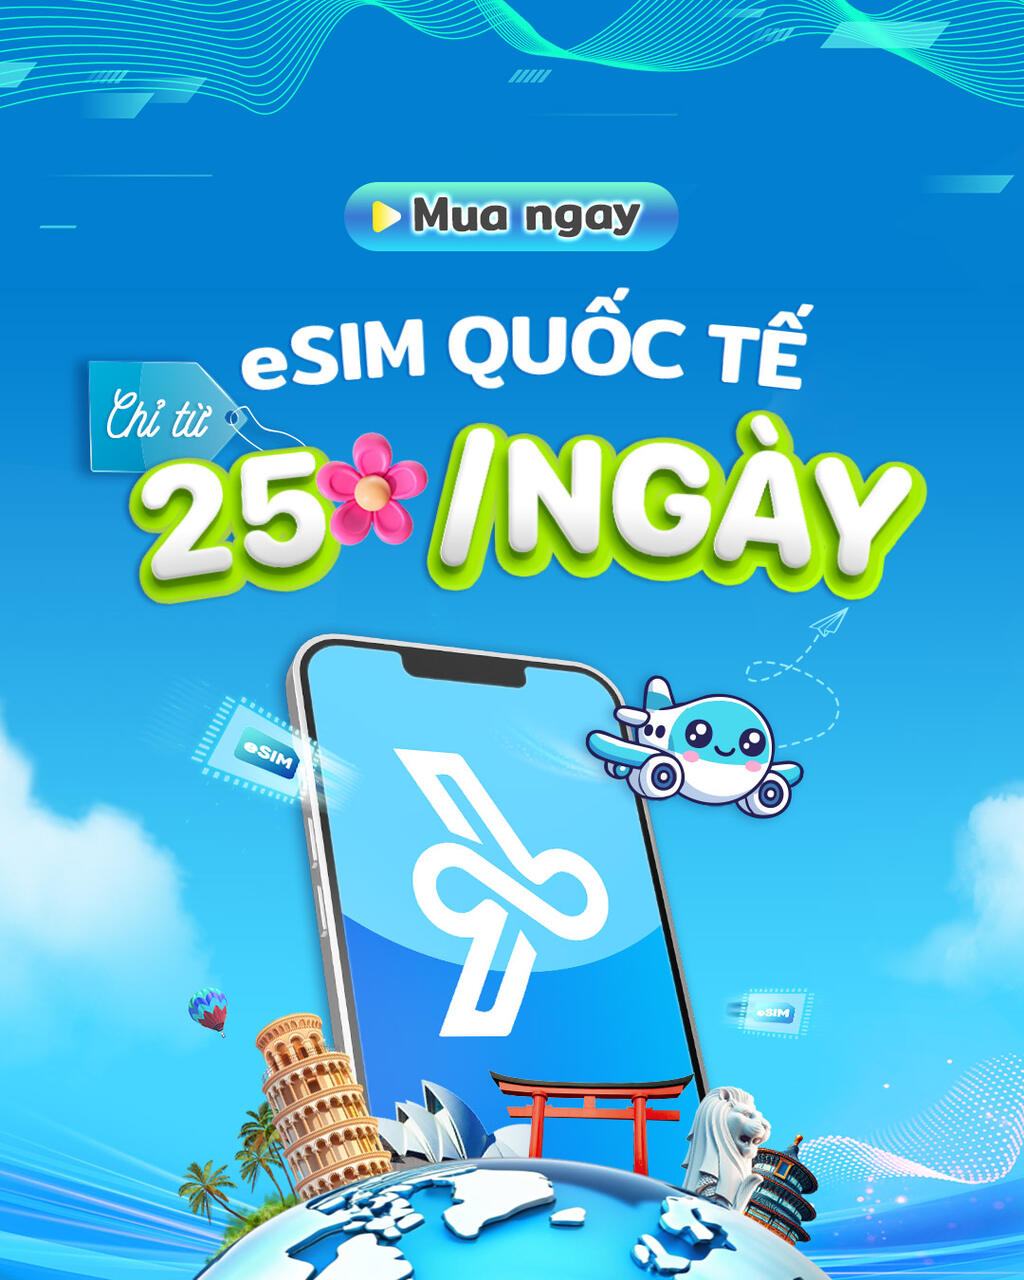 Mua ngay
eSIM QUỐC TẾ
Chỉ từ
25 /NGÀY
eSIM
eSIM